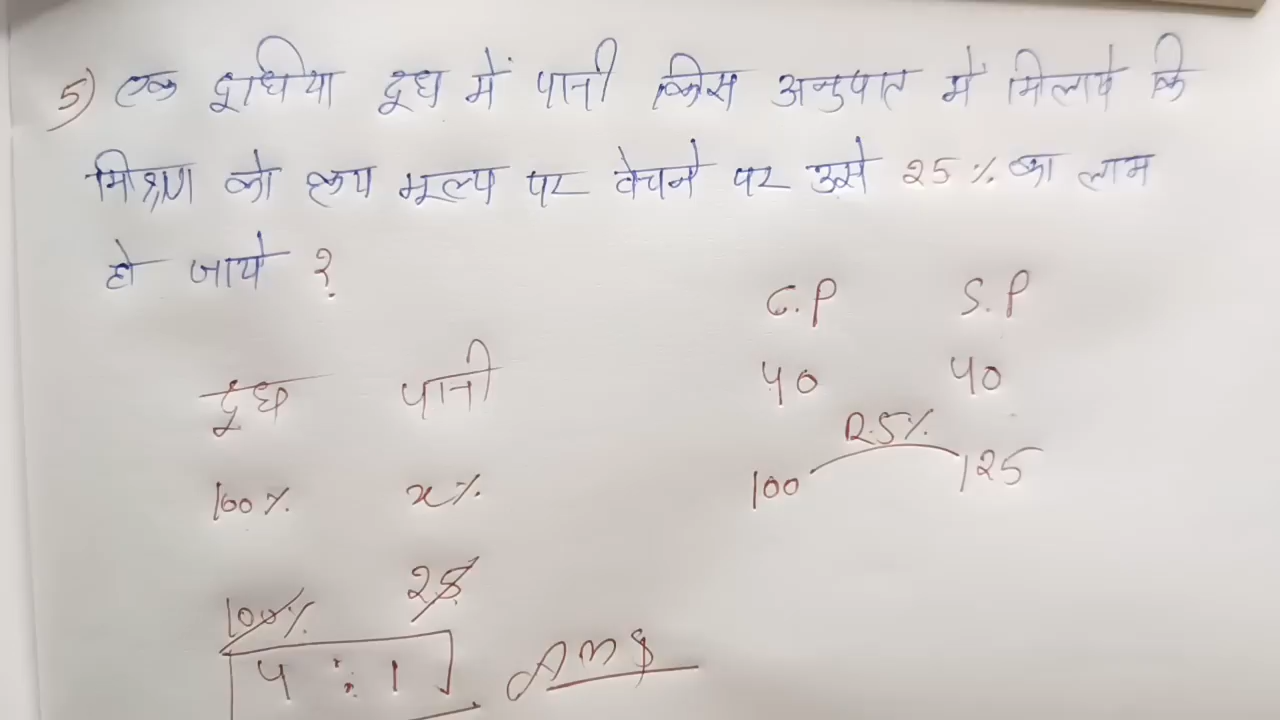 5) एक दूधिया दूध में पानी किस अनुपात में मिलाये कि
मिश्रण को क्रय मूल्य पर बेचने पर उसे 25% का लाभ
हो जाये ?
C.P S.P
दूध पानी
40 40
25%
100 125
100% x%
100% 25
4 : 1 Ans